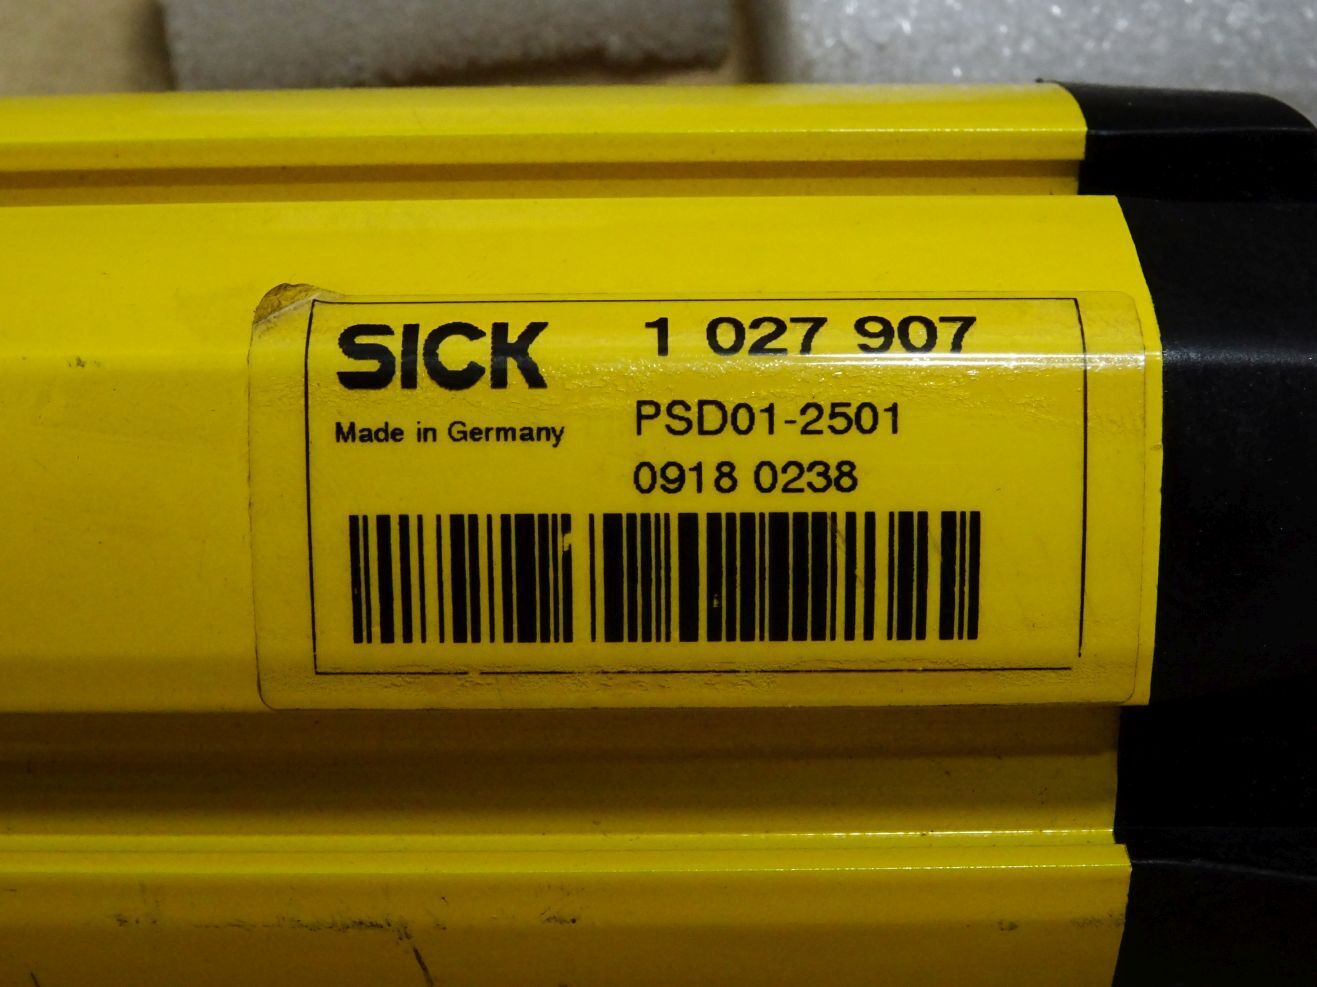 SICK
1 027 907
Made in Germany
PSD01-2501
0918 0238